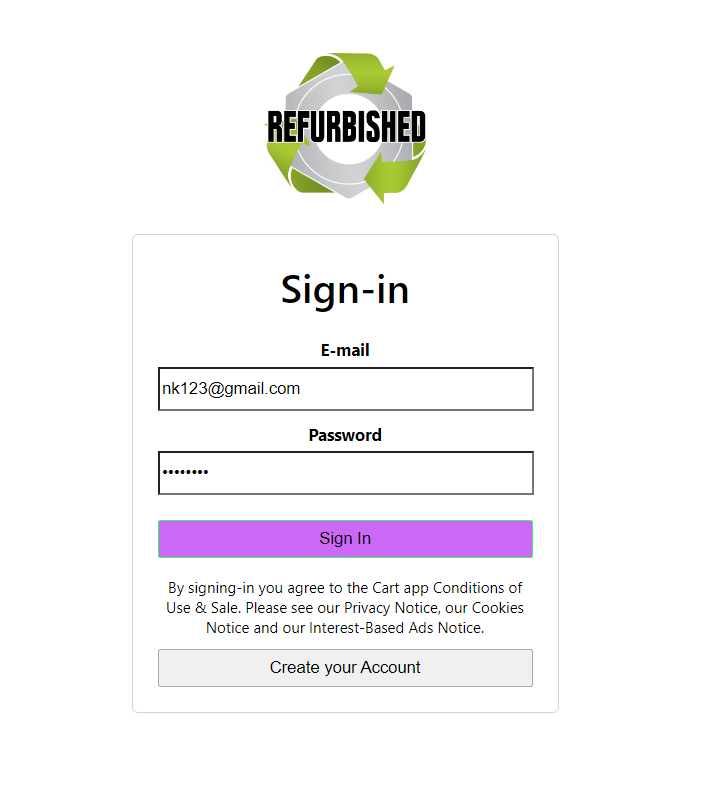 REFURBISHED
Sign-in
E-mail
nk123@gmail.com
Password
••••••••
Sign In
By signing-in you agree to the Cart app Conditions of
Use & Sale. Please see our Privacy Notice, our Cookies
Notice and our Interest-Based Ads Notice.
Create your Account